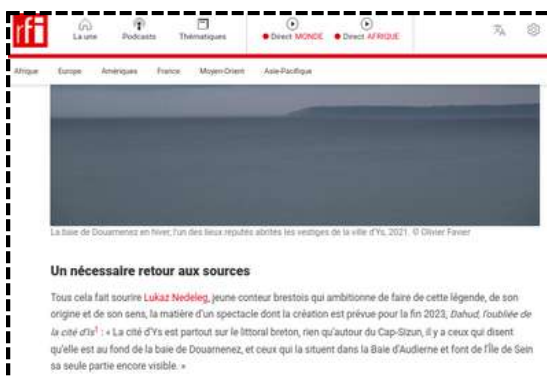 rfi
La une Podcasts Thématiques Direct MONDE Direct AFRIQUE
Afrique Europe Amériques France Moyen-Orient Asie-Pacifique
La baie de Douarnenez en hiver, l'un des lieux réputés abrités les vestiges de la ville d'Ys, 2021. © Olivier Favier
Un nécessaire retour aux sources
Tous cela fait sourire Lukaz Nedeleg, jeune conteur brestois qui ambitionne de faire de cette légende, de son
origine et de son sens, la matière d'un spectacle dont la création est prévue pour la fin 2023, Dahud, l'oubliée de
la cité d'Is¹ : « La cité d'Ys est partout sur le littoral breton, rien qu'autour du Cap-Sizun, il y a ceux qui disent
qu'elle est au fond de la baie de Douarnenez, et ceux qui la situent dans la Baie d'Audierne et font de l'Île de Sein
sa seule partie encore visible. »